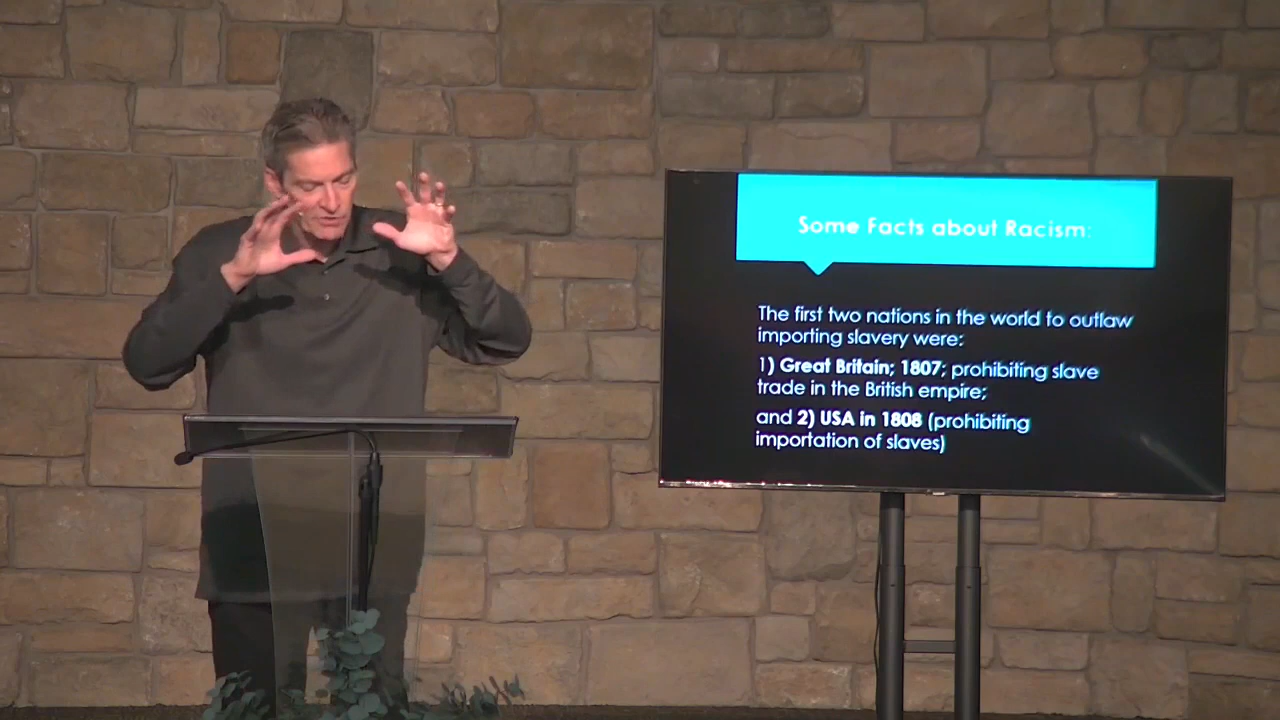 Some Facts about Racism:
The first two nations in the world to outlaw
importing slavery were:
1) Great Britain; 1807; prohibiting slave
trade in the British empire;
and 2) USA in 1808 (prohibiting
importation of slaves)